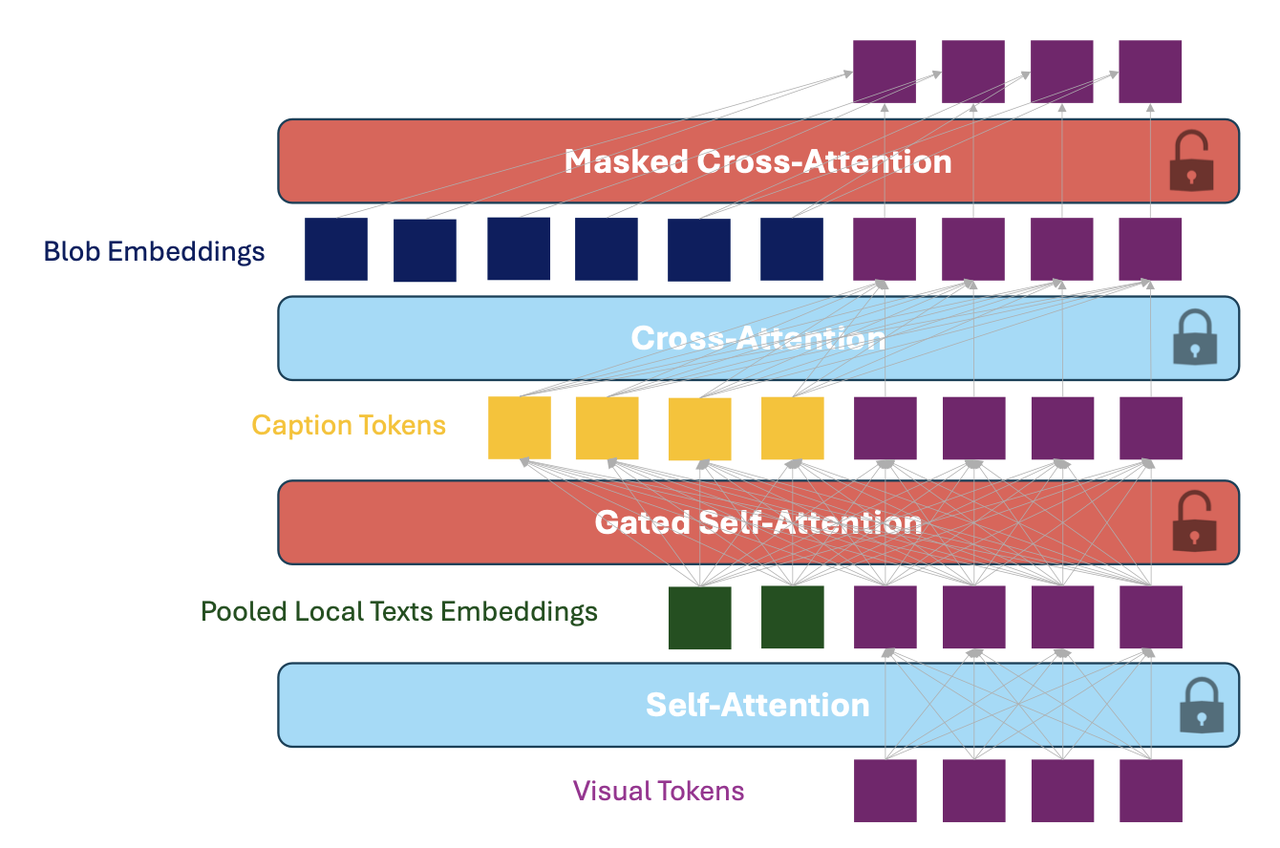 Masked Cross-Attention
Blob Embeddings
Cross-Attention
Caption Tokens
Gated Self-Attention
Pooled Local Texts Embeddings
Self-Attention
Visual Tokens